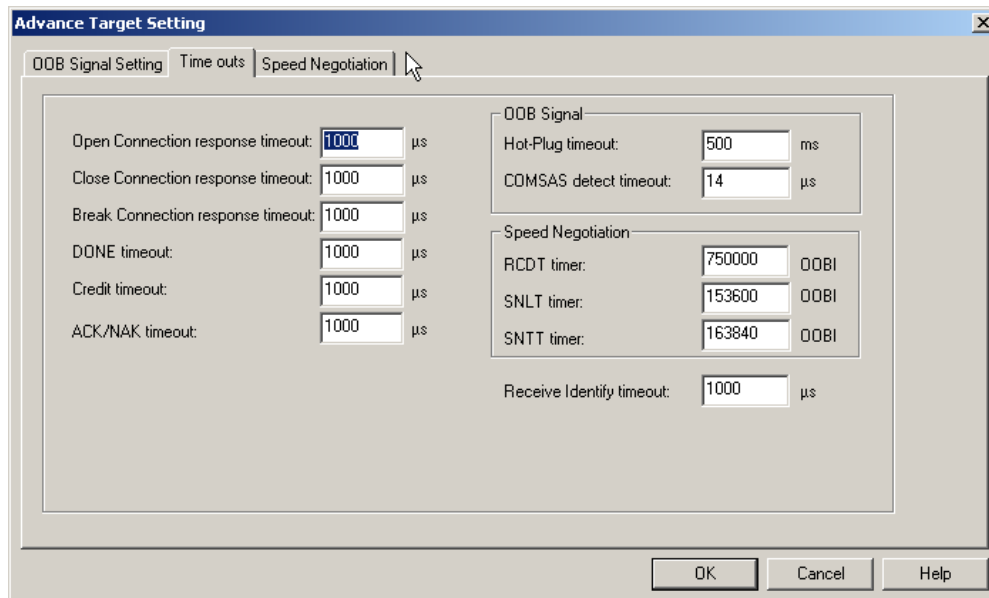 Advance Target Setting
OOB Signal Setting
Time outs
Speed Negotiation
Open Connection response timeout: 1000 µs
Close Connection response timeout: 1000 µs
Break Connection response timeout: 1000 µs
DONE timeout: 1000 µs
Credit timeout: 1000 µs
ACK/NAK timeout: 1000 µs
OOB Signal
Hot-Plug timeout: 500 ms
COMSAS detect timeout: 14 µs
Speed Negotiation
RCDT timer: 750000 OOBI
SNLT timer: 153600 OOBI
SNTT timer: 163840 OOBI
Receive Identify timeout: 1000 µs
OK
Cancel
Help